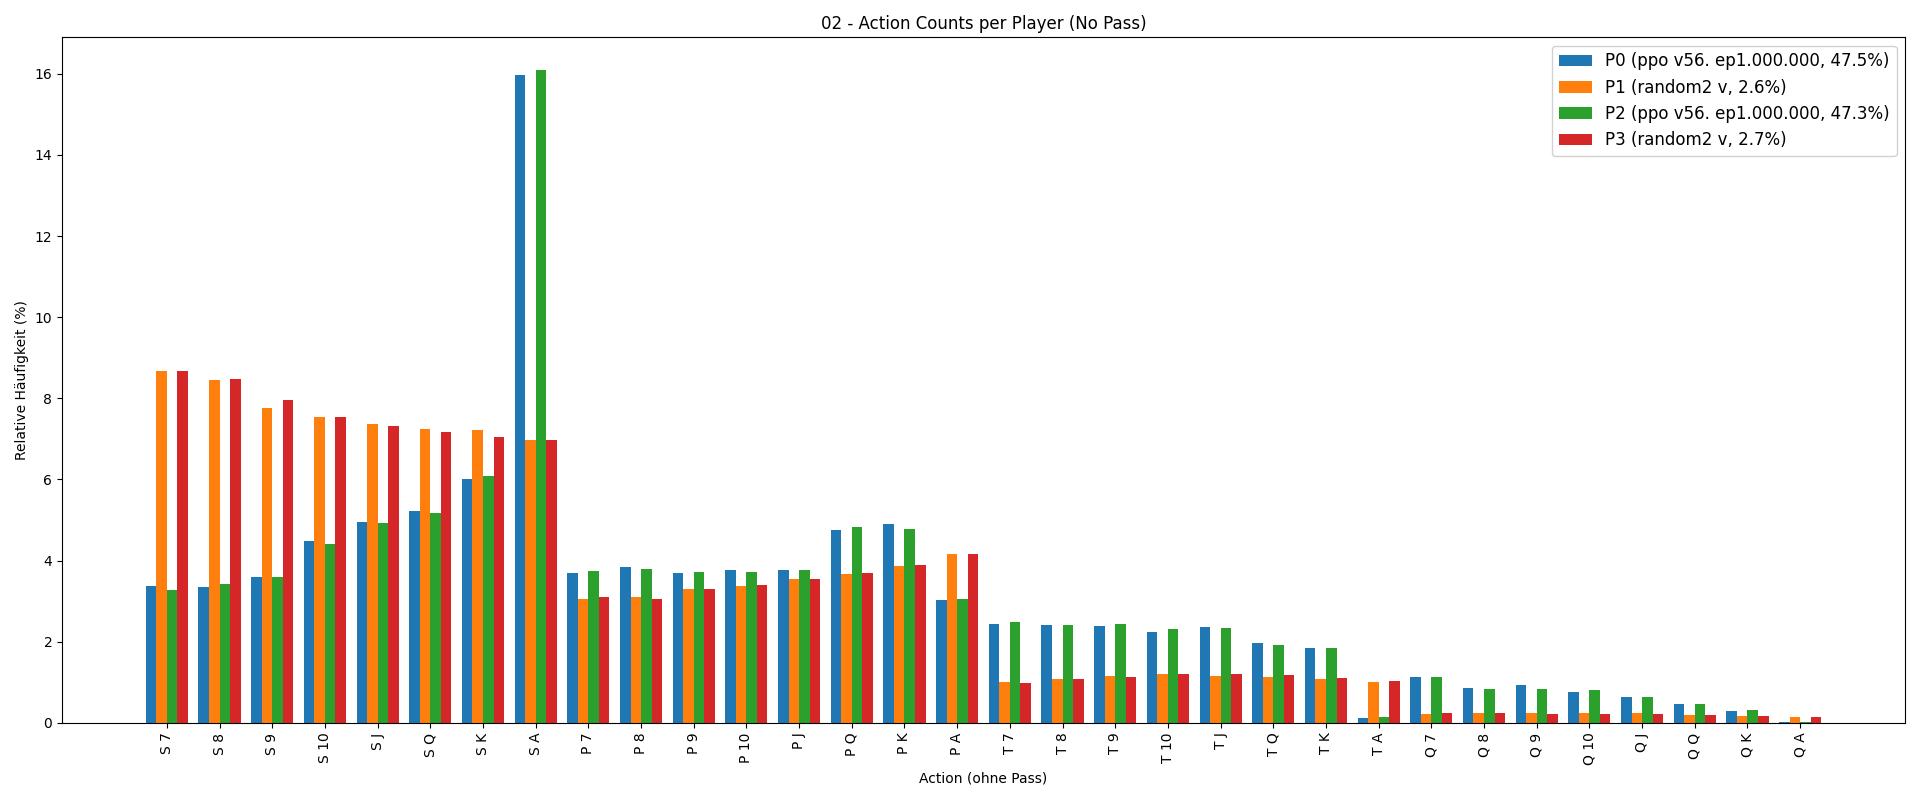 02 - Action Counts per Player (No Pass)
P0 (ppo v56. ep1.000.000, 47.5%)
P1 (random2 v, 2.6%)
P2 (ppo v56. ep1.000.000, 47.3%)
P3 (random2 v, 2.7%)
Relative Häufigkeit (%)
16
14
12
10
8
6
4
2
0
S 7
S 8
S 9
S 10
S J
S Q
S K
S A
P 7
P 8
P 9
P 10
P J
P Q
P K
P A
T 7
T 8
T 9
T 10
T J
T Q
T K
T A
Q 7
Q 8
Q 9
Q 10
Q J
Q Q
Q K
Q A
Action (ohne Pass)